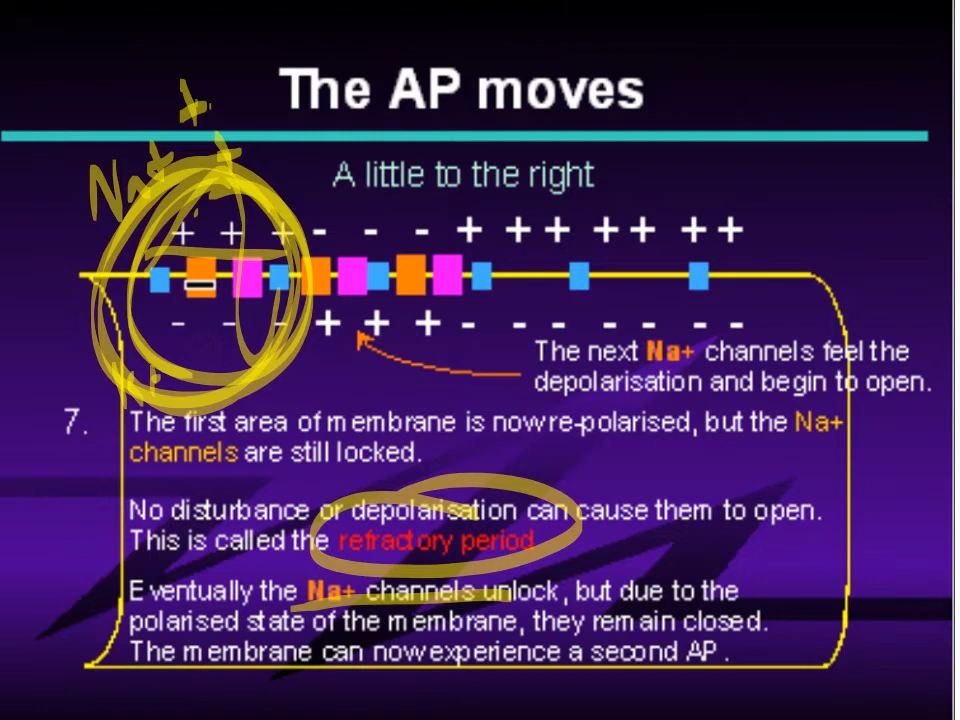 The AP moves
Na+ + +
A little to the right
+ + + - - - + + + + + + +
- - - + + + - - - - - - -
The next Na+ channels feel the
depolarisation and begin to open.
7. The first area of membrane is now re-polarised, but the Na+
channels are still locked.
No disturbance or depolarisation can cause them to open.
This is called the refractory period
Eventually the Na+ channels unlock, but due to the
polarised state of the membrane, they remain closed.
The membrane can now experience a second AP.